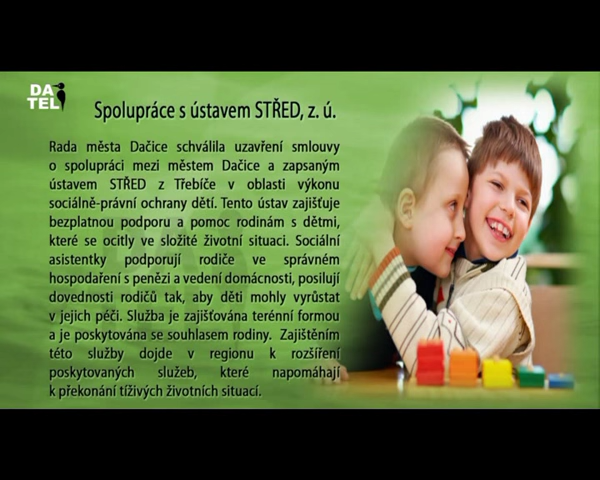 DA
TEL
Spolupráce s ústavem STŘED, z. ú.
Rada města Dačice schválila uzavření smlouvy
o spolupráci mezi městem Dačice a zapsaným
ústavem STŘED z Třebíče v oblasti výkonu
sociálně-právní ochrany dětí. Tento ústav zajišťuje
bezplatnou podporu a pomoc rodinám s dětmi,
které se ocitly ve složité životní situaci. Sociální
asistentky podporují rodiče ve správném
hospodaření s penězi a vedení domácnosti, posilují
dovednosti rodičů tak, aby děti mohly vyrůstat
v jejich péči. Služba je zajišťována terénní formou
a je poskytována se souhlasem rodiny. Zajištěním
této služby dojde v regionu k rozšíření
poskytovaných služeb, které napomáhají
k překonání tíživých životních situací.